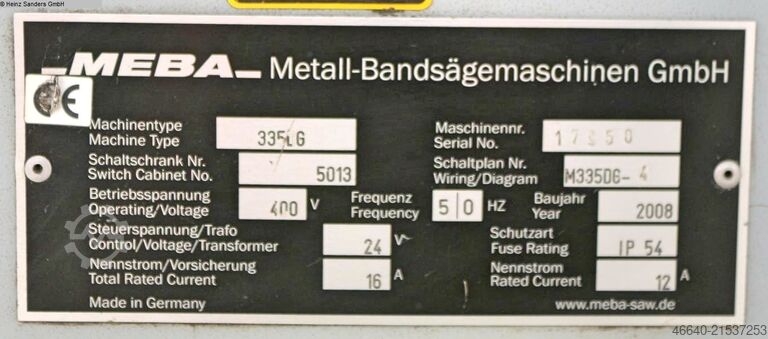 © Heinz Sanders GmbH
MEBA Metall-Bandsägemaschinen GmbH
CE
Machinentype
Machine Type
Maschinennr.
Serial No.
Schaltschrank Nr.
Switch Cabinet No. 5013
Schaltplan Nr.
Wiring/Diagram M335DG-4
Betriebsspannung
Operating/Voltage 400 V
Frequenz
Frequency 50 HZ
Baujahr
Year 2008
Steuerspannung/Trafo
Control/Voltage/Transformer 24 V
Schutzart
Fuse Rating IP 54
Nennstrom/Vorsicherung
Total Rated Current 16 A
Nennstrom
Rated Current 12 A
Made in Germany
www.meba-saw.de
46640-21537253